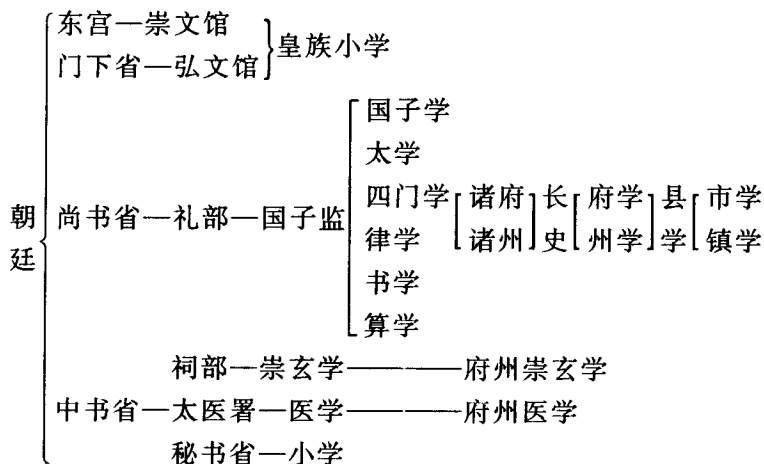 东宫—崇文馆
门下省—弘文馆
皇族小学
国子学
太学
朝廷
尚书省—礼部—国子监
四门学
律学
诸府
诸州
长史
府学
州学
县学
市学
镇学
书学
算学
祠部—崇玄学————府州崇玄学
中书省—太医署—医学————府州医学
秘书省—小学